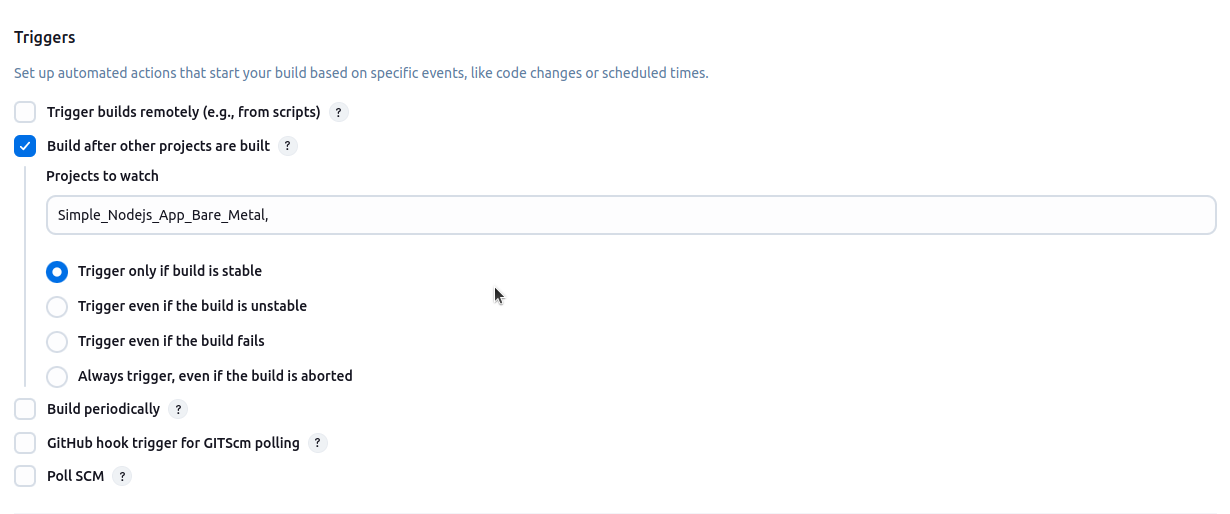 Triggers
Set up automated actions that start your build based on specific events, like code changes or scheduled times.
Trigger builds remotely (e.g., from scripts) ?
Build after other projects are built ?
Projects to watch
Simple_Nodejs_App_Bare_Metal,
Trigger only if build is stable
Trigger even if the build is unstable
Trigger even if the build fails
Always trigger, even if the build is aborted
Build periodically ?
GitHub hook trigger for GITScm polling ?
Poll SCM ?